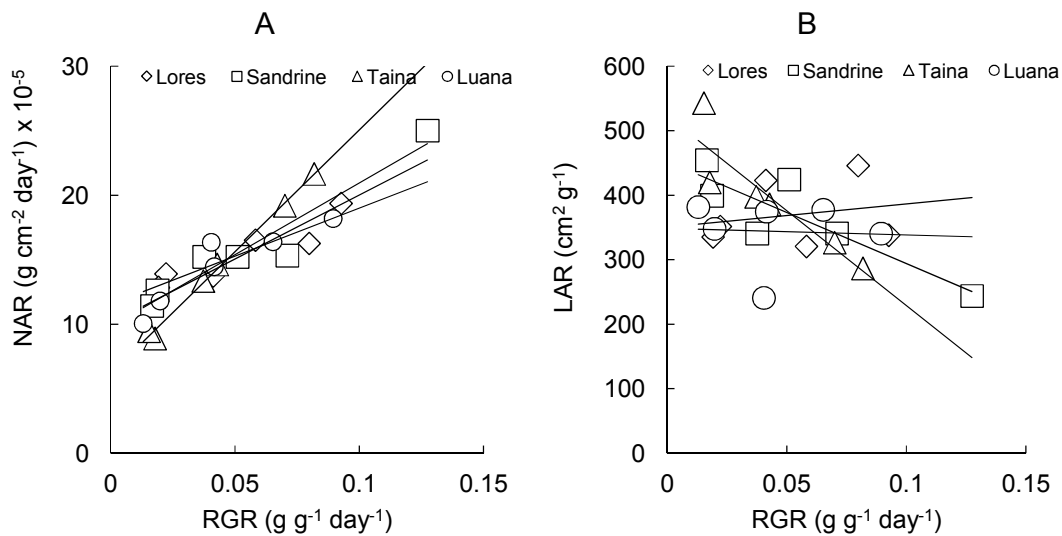 A
Lores Sandrine Taina Luana
NAR (g cm⁻² day⁻¹) x 10⁻⁵
30
20
10
0
0 0.05 0.1 0.15
RGR (g g⁻¹ day⁻¹)
B
Lores Sandrine Taina Luana
LAR (cm² g⁻¹)
600
500
400
300
200
100
0
0 0.05 0.1 0.15
RGR (g g⁻¹ day⁻¹)